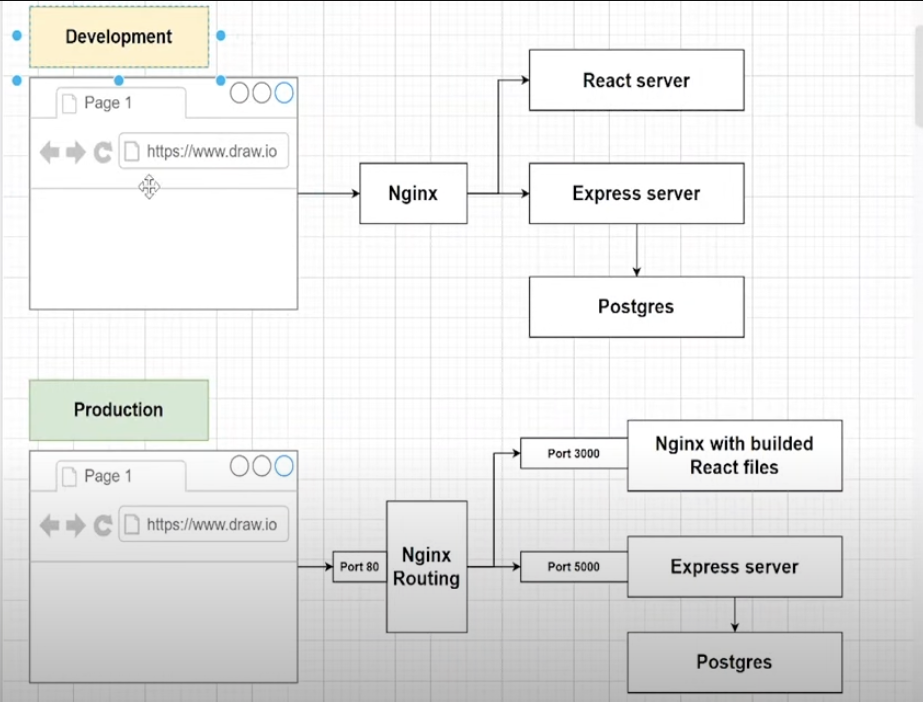 Development
Page 1
https://www.draw.io
Nginx
React server
Express server
Postgres
Production
Page 1
https://www.draw.io
Port 80
Nginx
Routing
Port 3000
Nginx with builded
React files
Port 5000
Express server
Postgres